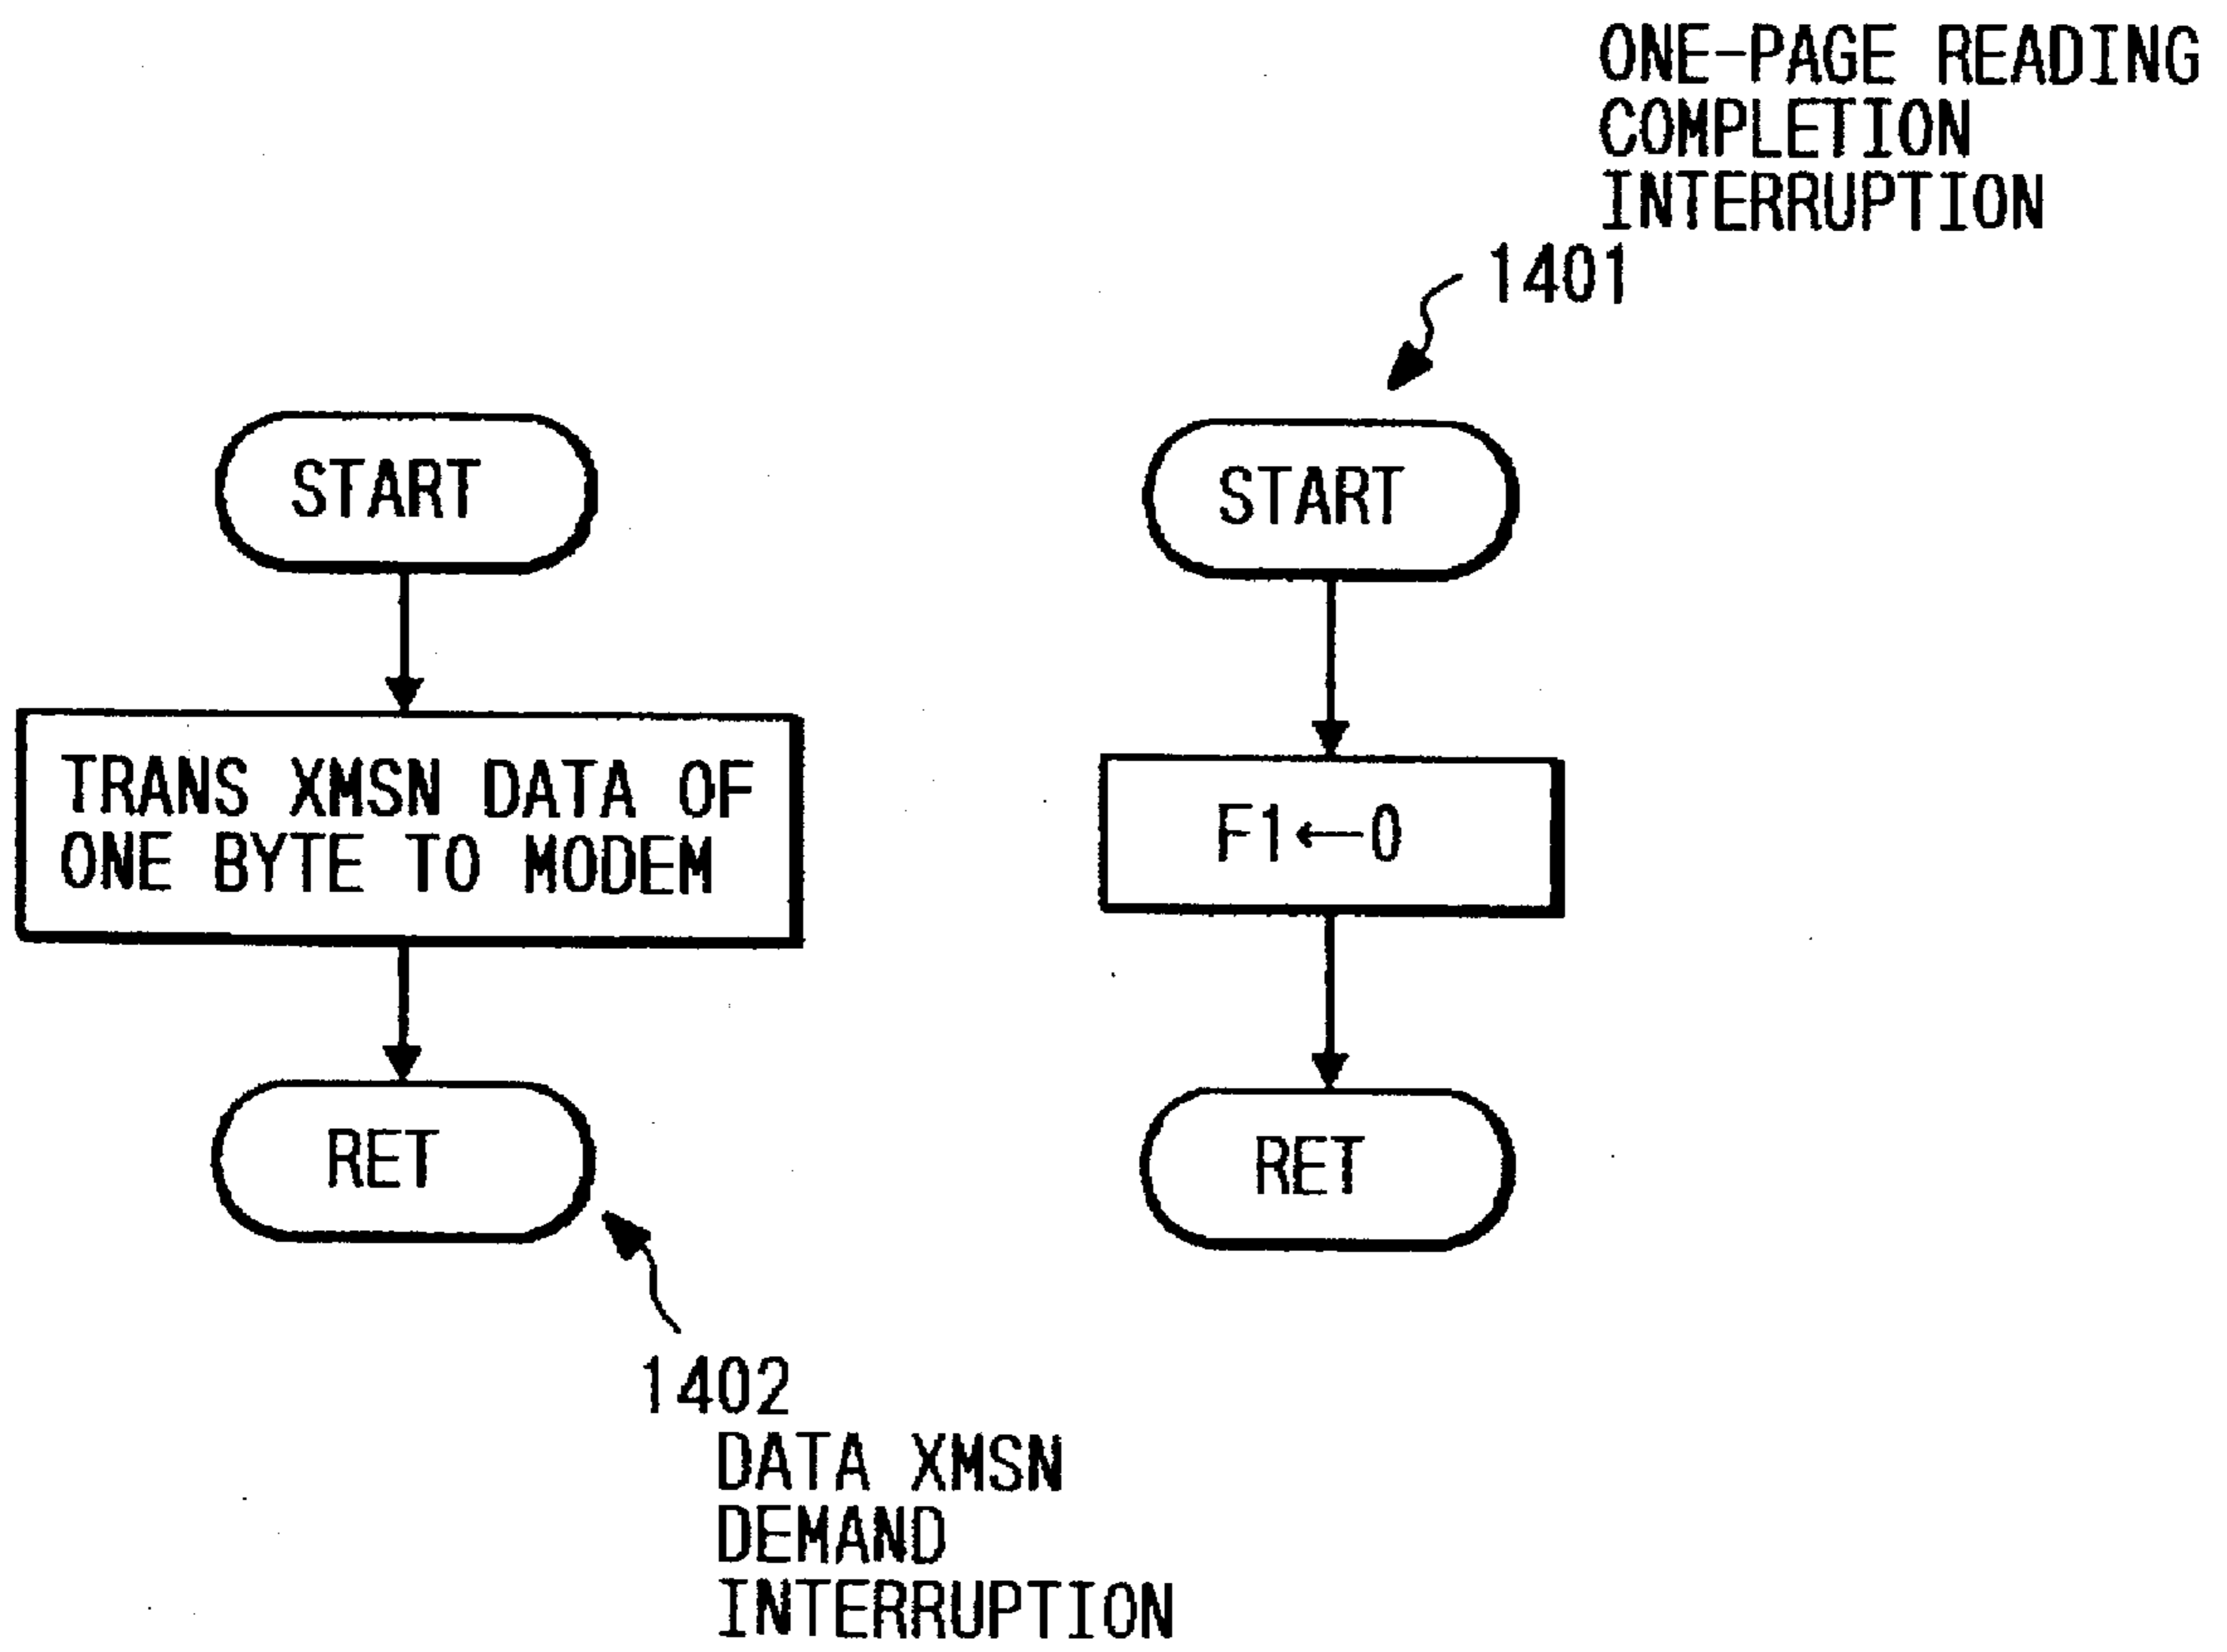 ONE-PAGE READING
COMPLETION
INTERRUPTION
1401
START
TRANS XMSN DATA OF
ONE BYTE TO MODEM
RET
1402
DATA XMSN
DEMAND
INTERRUPTION
START
F1←0
RET